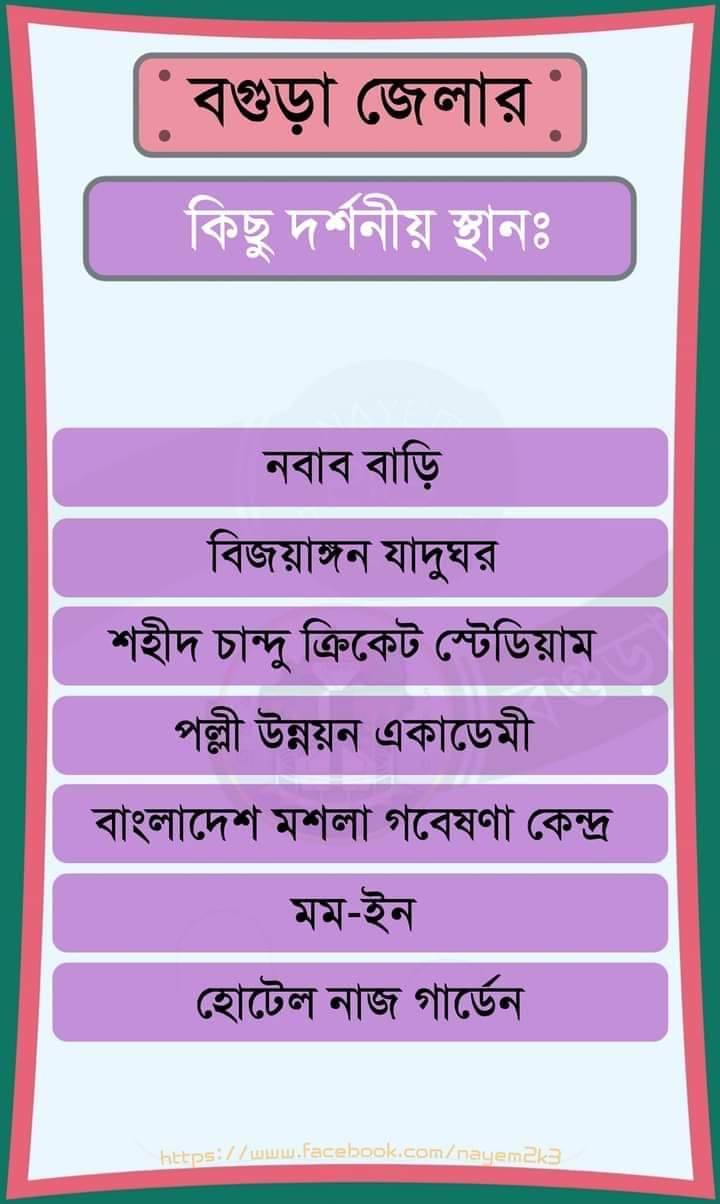 বগুড়া জেলার
কিছু দর্শনীয় স্থানঃ
নবাব বাড়ি
বিজয়াঙ্গন যাদুঘর
শহীদ চান্দু ক্রিকেট স্টেডিয়াম
পল্লী উন্নয়ন একাডেমী
বাংলাদেশ মশলা গবেষণা কেন্দ্র
মম-ইন
হোটেল নাজ গার্ডেন
https://www.facebook.com/nayem2k3